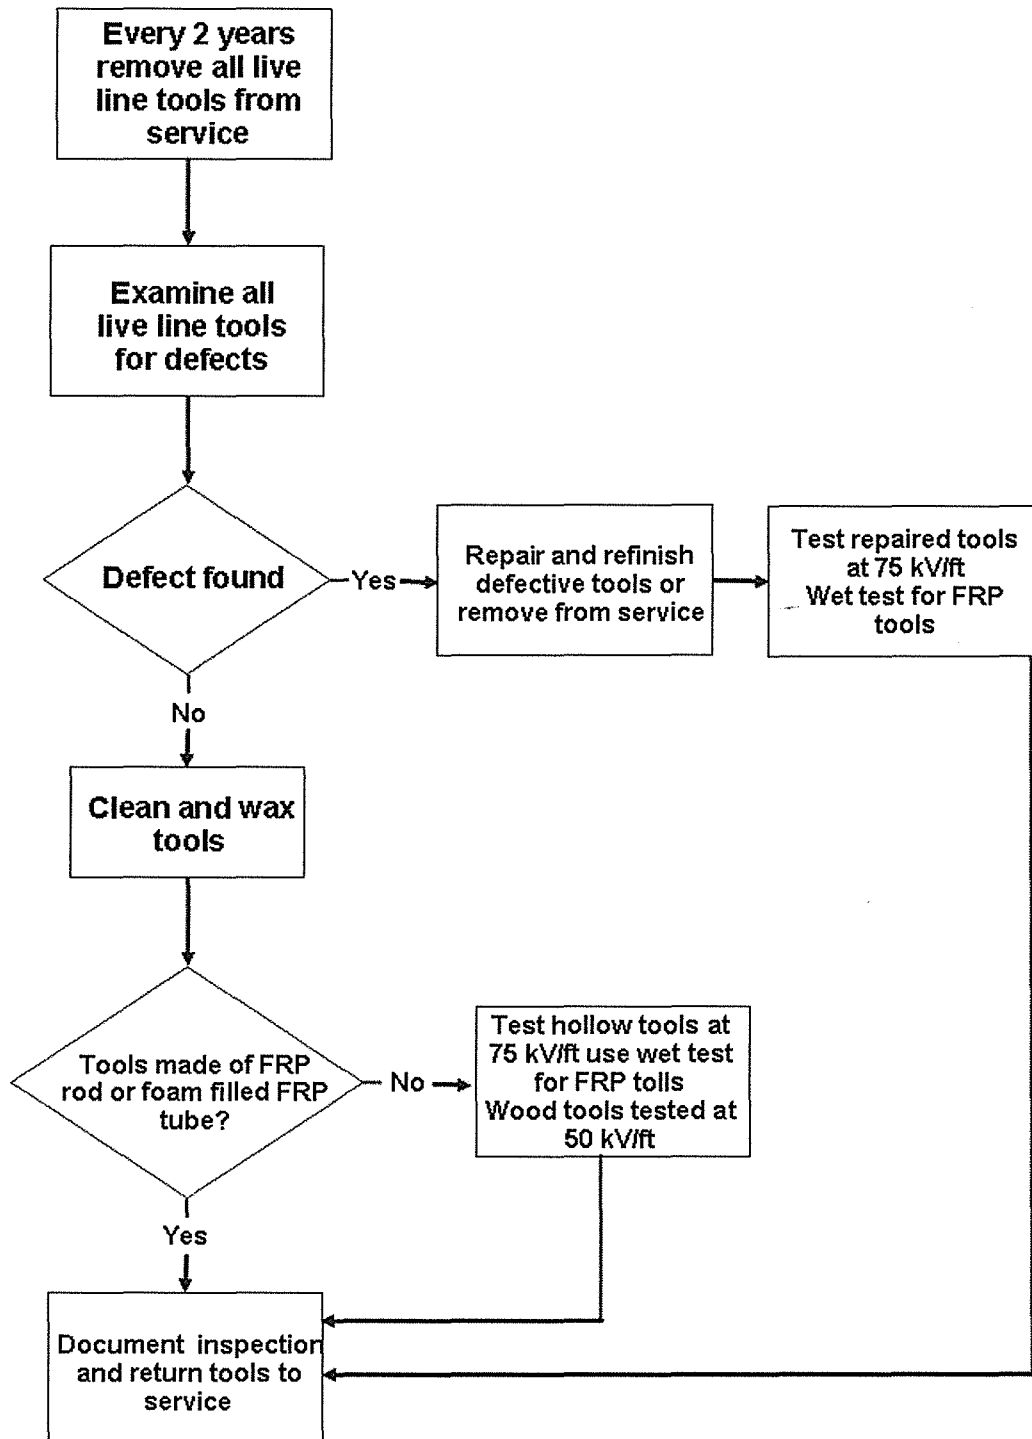 Every 2 years
remove all live
line tools from
service
Examine all
live line tools
for defects
Defect found
Yes
Repair and refinish
defective tools or
remove from service
Test repaired tools
at 75 kV/ft
Wet test for FRP
tools
No
Clean and wax
tools
Tools made of FRP
rod or foam filled FRP
tube?
No
Test hollow tools at
75 kV/ft use wet test
for FRP tolls
Wood tools tested at
50 kV/ft
Yes
Document inspection
and return tools to
service